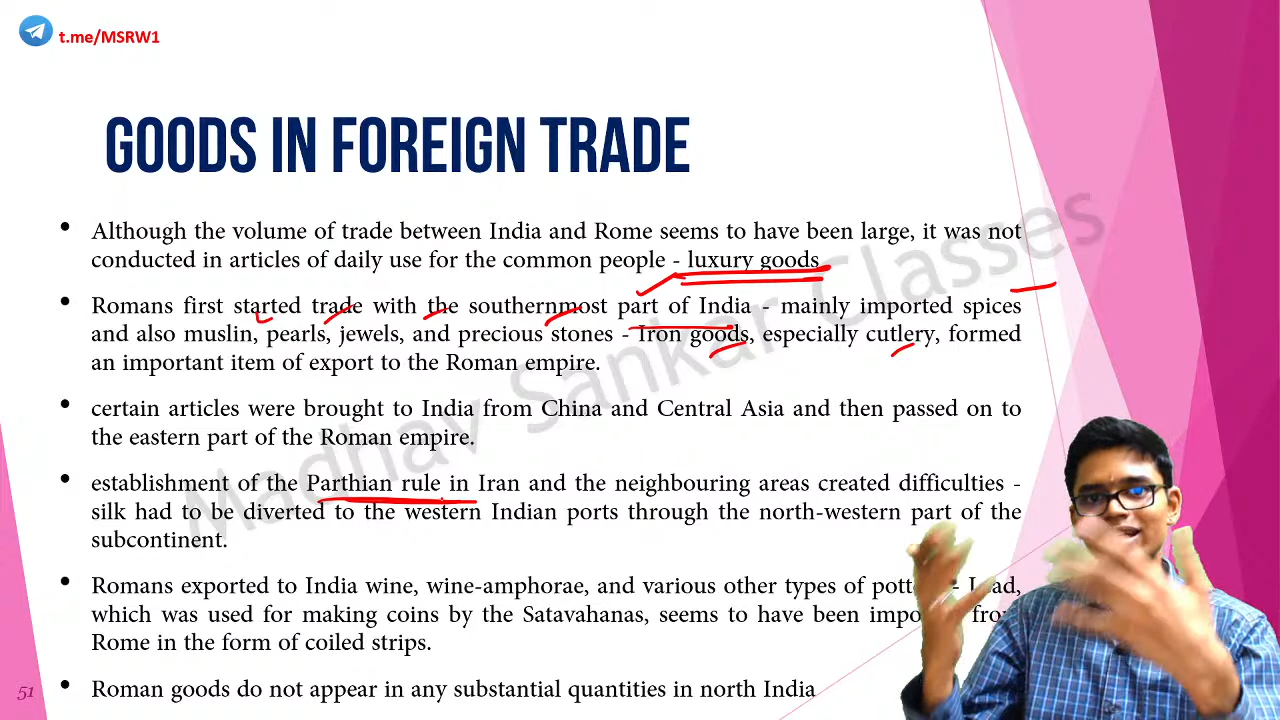 t.me/MSRW1
GOODS IN FOREIGN TRADE
• Although the volume of trade between India and Rome seems to have been large, it was not
conducted in articles of daily use for the common people - luxury goods
• Romans first started trade with the southernmost part of India - mainly imported spices
and also muslin, pearls, jewels, and precious stones - Iron goods, especially cutlery, formed
an important item of export to the Roman empire.
• certain articles were brought to India from China and Central Asia and then passed on to
the eastern part of the Roman empire.
• establishment of the Parthian rule in Iran and the neighbouring areas created difficulties -
silk had to be diverted to the western Indian ports through the north-western part of the
subcontinent.
• Romans exported to India wine, wine-amphorae, and various other types of -
which was used for making coins by the Satavahanas, seems to have been
Rome in the form of coiled strips.
• Roman goods do not appear in any substantial quantities in north India
51
Madhav Sankar Classes